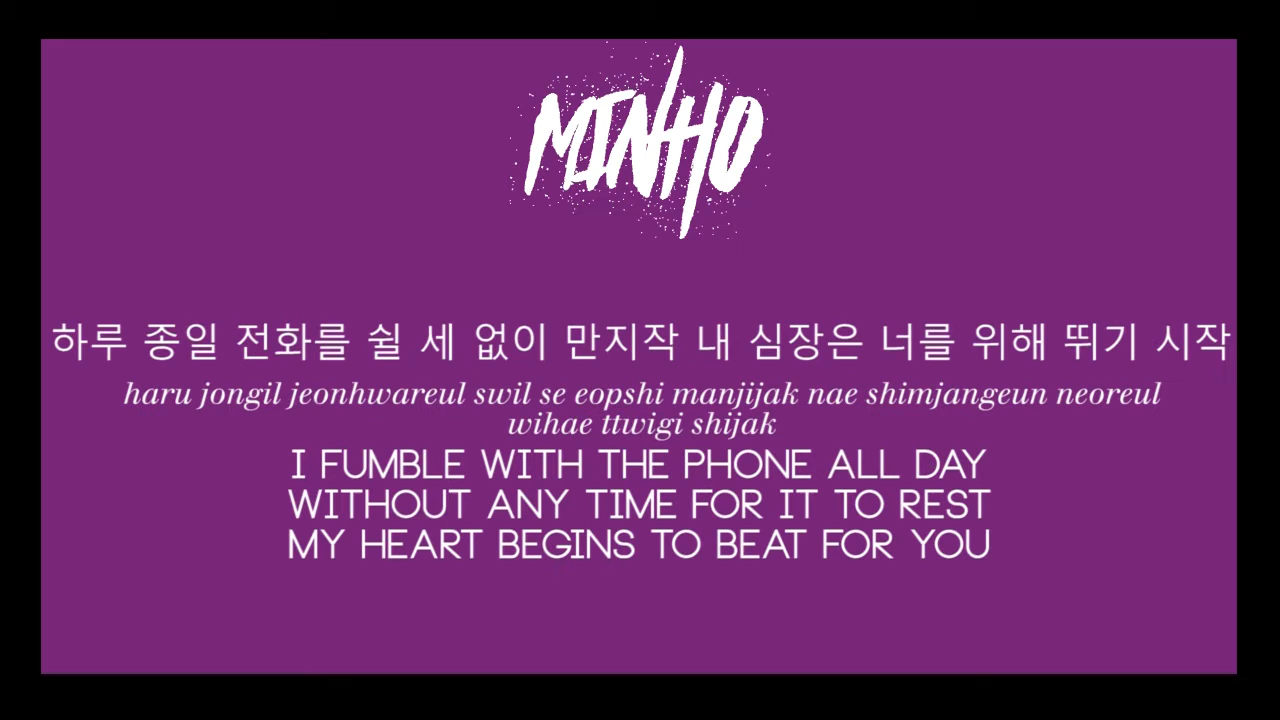 MINHO
하루 종일 전화를 쉴 세 없이 만지작 내 심장은 너를 위해 뛰기 시작
haru jongil jeonhwareul swil se eopshi manjijak nae shimjangeun neoreul
wihae ttwigi shijak
I FUMBLE WITH THE PHONE ALL DAY
WITHOUT ANY TIME FOR IT TO REST
MY HEART BEGINS TO BEAT FOR YOU